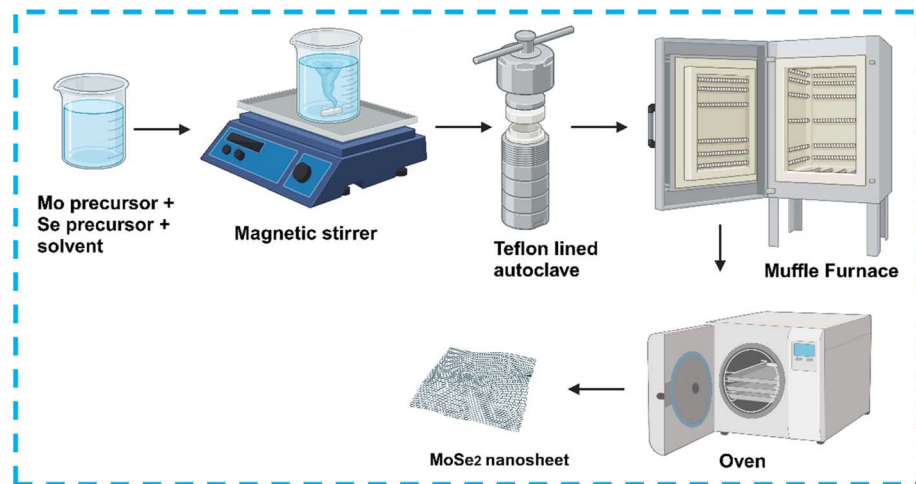 Mo precursor +
Se precursor +
solvent
Magnetic stirrer
Teflon lined
autoclave
Muffle Furnace
MoSe2 nanosheet
Oven